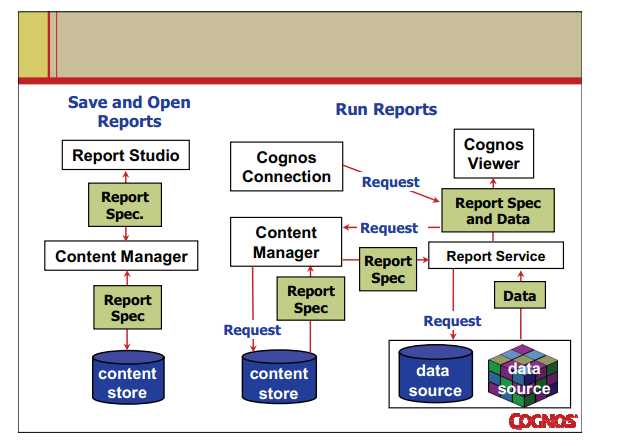 Save and Open
Reports
Report Studio
Report
Spec.
Content Manager
Report
Spec
content
store
Run Reports
Cognos
Connection
Request
Cognos
Viewer
Report Spec
and Data
Content
Manager
Request
Report
Spec
Report Service
Report
Spec
Data
Request
Request
content
store
data
source
data
source
COGNOS